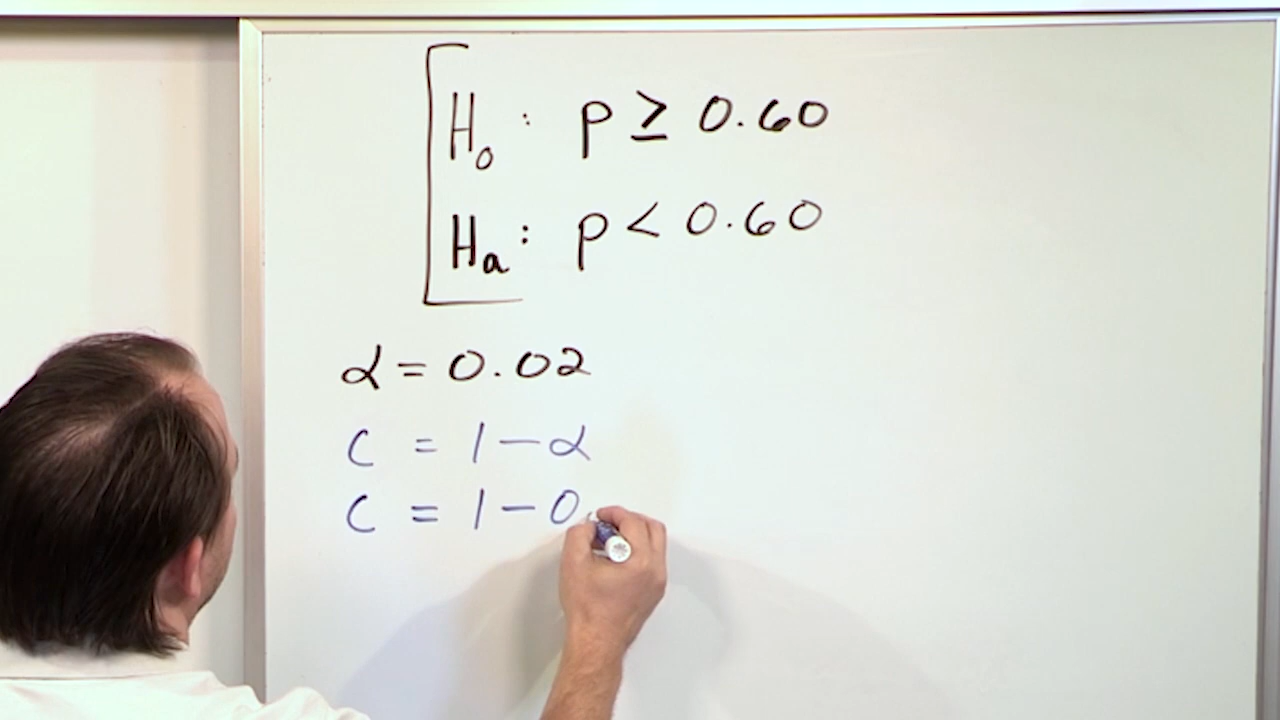 H₀ : p ≥ 0.60
Hₐ : p < 0.60
α = 0.02
c = 1 − α
c = 1 − 0